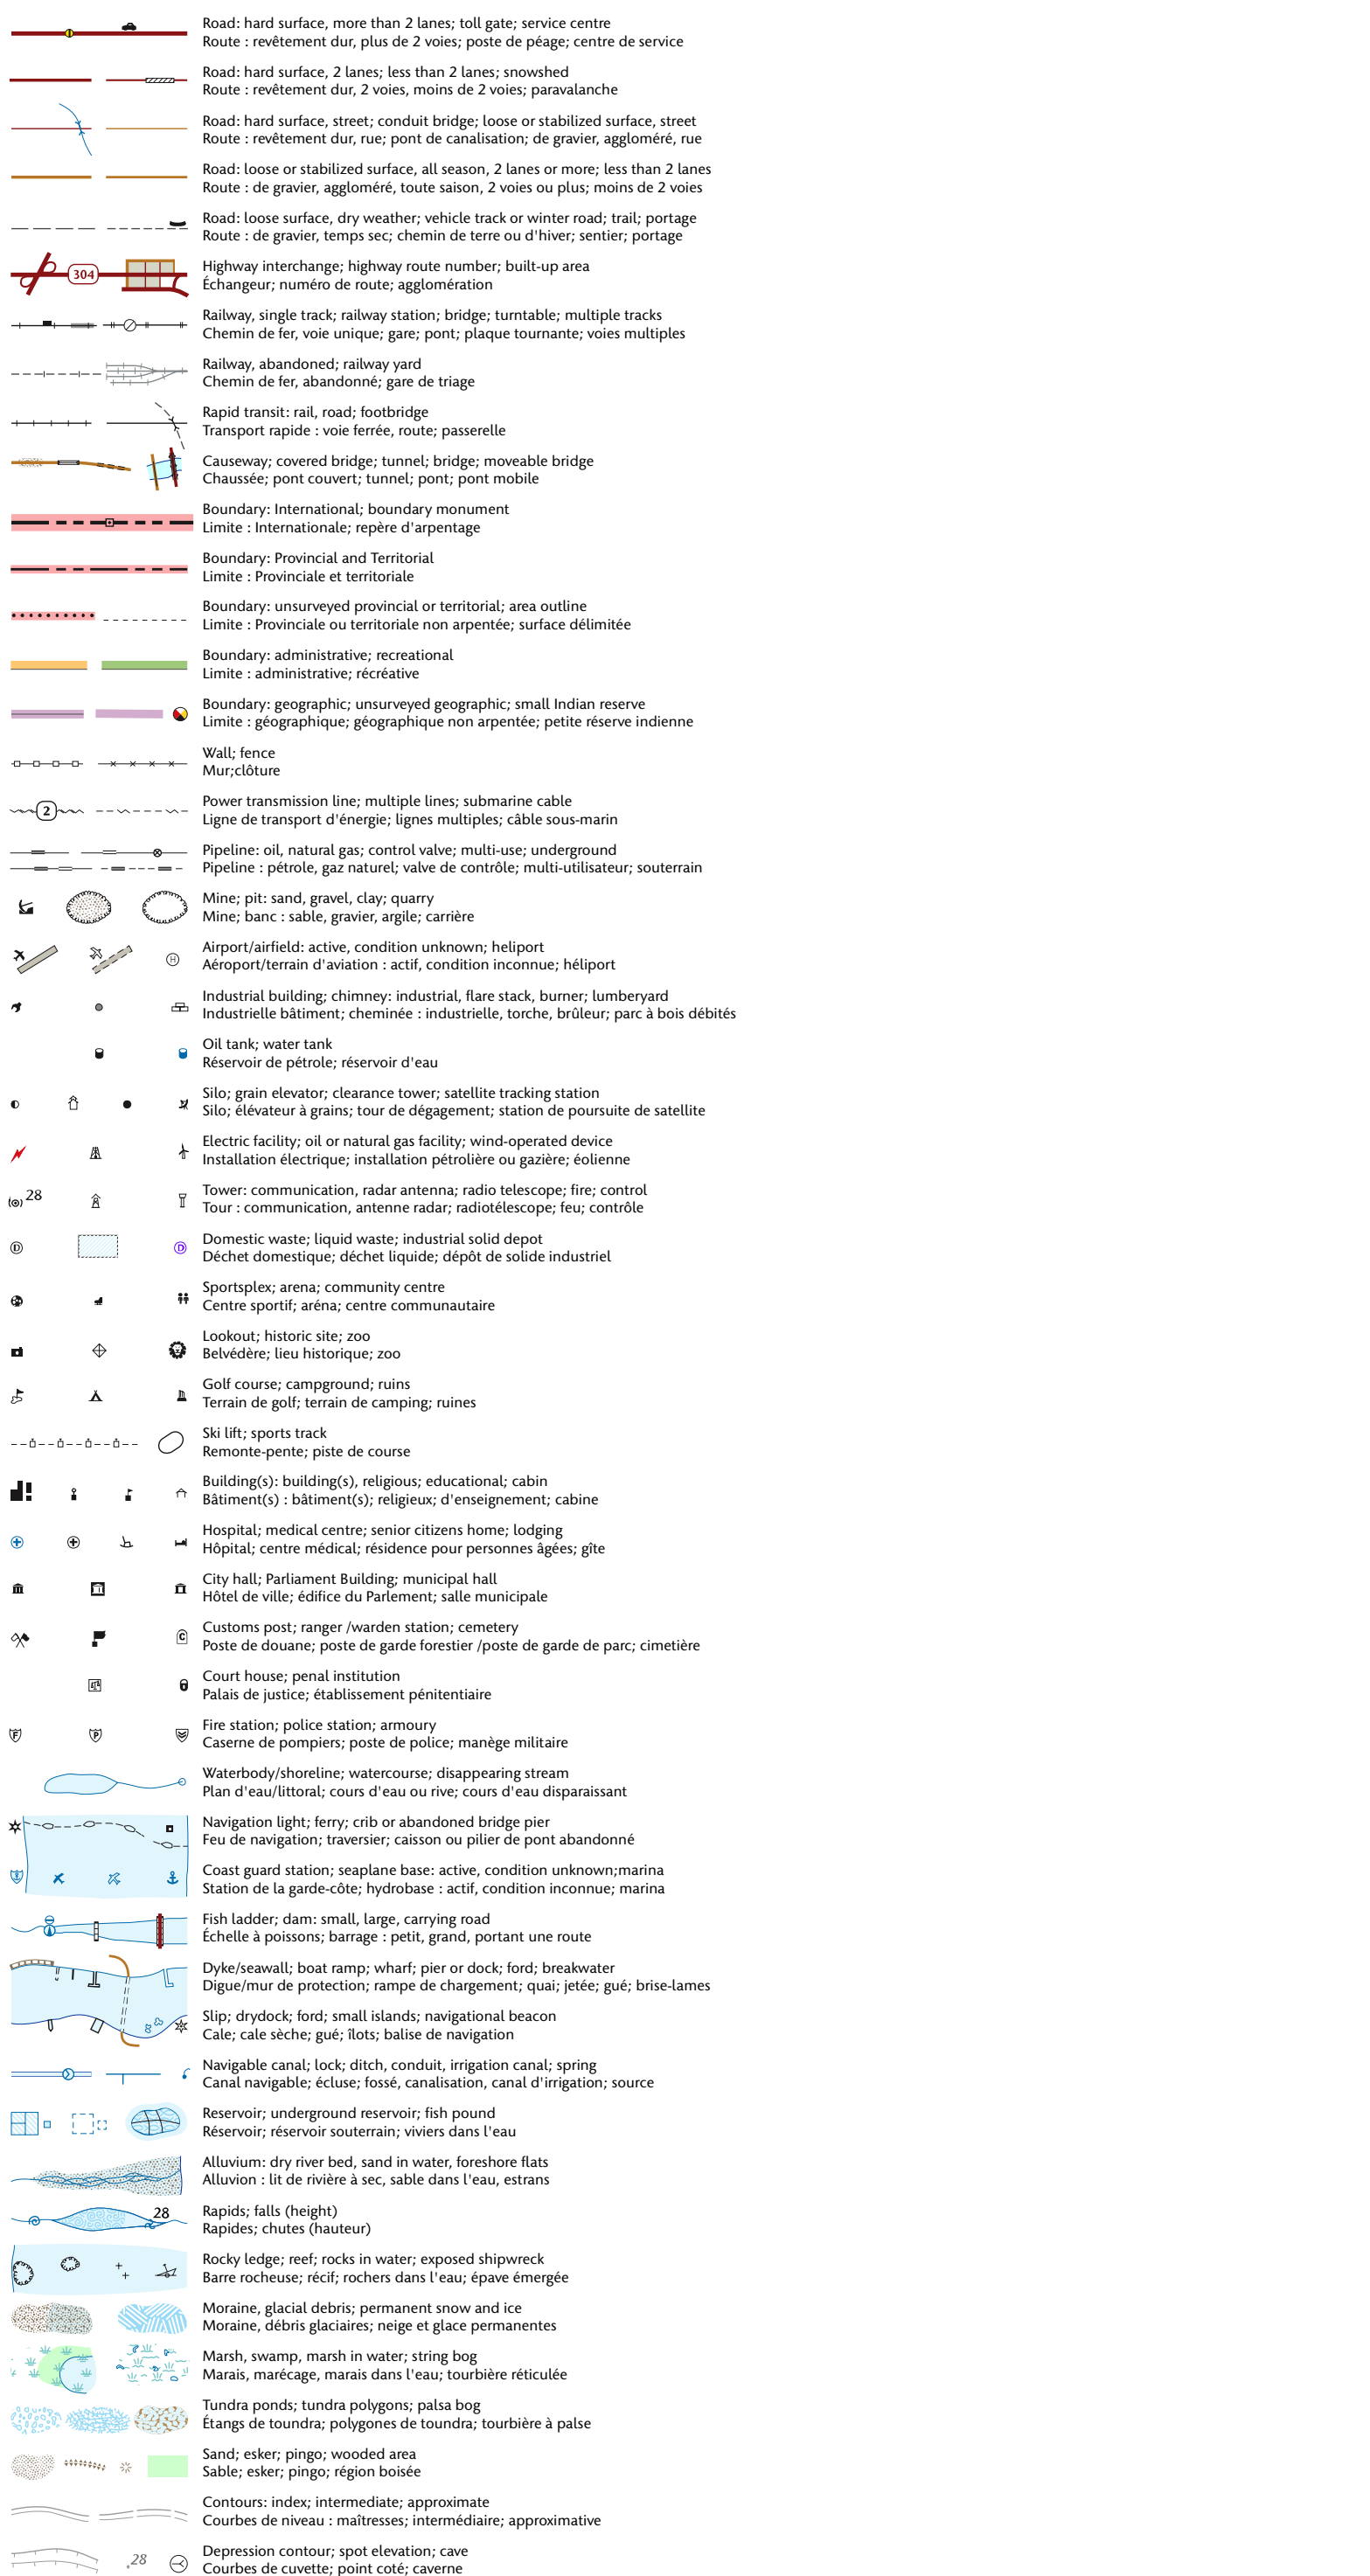 Road: hard surface, more than 2 lanes; toll gate; service centre
Route : revêtement dur, plus de 2 voies; poste de péage; centre de service
Road: hard surface, 2 lanes; less than 2 lanes; snowshed
Route : revêtement dur, 2 voies, moins de 2 voies; paravalanche
Road: hard surface, street; conduit bridge; loose or stabilized surface, street
Route : revêtement dur, rue; pont de canalisation; de gravier, aggloméré, rue
Road: loose or stabilized surface, all season, 2 lanes or more; less than 2 lanes
Route : de gravier, aggloméré, toute saison, 2 voies ou plus; moins de 2 voies
Road: loose surface, dry weather; vehicle track or winter road; trail; portage
Route : de gravier, temps sec; chemin de terre ou d'hiver; sentier; portage
304
Highway interchange; highway route number; built-up area
Échangeur; numéro de route; agglomération
Railway, single track; railway station; bridge; turntable; multiple tracks
Chemin de fer, voie unique; gare; pont; plaque tournante; voies multiples
Railway, abandoned; railway yard
Chemin de fer, abandonné; gare de triage
Rapid transit: rail, road; footbridge
Transport rapide : voie ferrée, route; passerelle
Causeway; covered bridge; tunnel; bridge; moveable bridge
Chaussée; pont couvert; tunnel; pont; pont mobile
Boundary: International; boundary monument
Limite : Internationale; repère d'arpentage
Boundary: Provincial and Territorial
Limite : Provinciale et territoriale
Boundary: unsurveyed provincial or territorial; area outline
Limite : Provinciale ou territoriale non arpentée; surface délimitée
Boundary: administrative; recreational
Limite : administrative; récréative
Boundary: geographic; unsurveyed geographic; small Indian reserve
Limite : géographique; géographique non arpentée; petite réserve indienne
Wall; fence
Mur;clôture
2
Power transmission line; multiple lines; submarine cable
Ligne de transport d'énergie; lignes multiples; câble sous-marin
Pipeline: oil, natural gas; control valve; multi-use; underground
Pipeline : pétrole, gaz naturel; valve de contrôle; multi-utilisateur; souterrain
Mine; pit: sand, gravel, clay; quarry
Mine; banc : sable, gravier, argile; carrière
H
Airport/airfield: active, condition unknown; heliport
Aéroport/terrain d'aviation : actif, condition inconnue; héliport
Industrial building; chimney: industrial, flare stack, burner; lumberyard
Industrielle bâtiment; cheminée : industrielle, torche, brûleur; parc à bois débités
Oil tank; water tank
Réservoir de pétrole; réservoir d'eau
Silo; grain elevator; clearance tower; satellite tracking station
Silo; élévateur à grains; tour de dégagement; station de poursuite de satellite
Electric facility; oil or natural gas facility; wind-operated device
Installation électrique; installation pétrolière ou gazière; éolienne
28
Tower: communication, radar antenna; radio telescope; fire; control
Tour : communication, antenne radar; radiotélescope; feu; contrôle
D D
Domestic waste; liquid waste; industrial solid depot
Déchet domestique; déchet liquide; dépôt de solide industriel
Sportsplex; arena; community centre
Centre sportif; aréna; centre communautaire
Lookout; historic site; zoo
Belvédère; lieu historique; zoo
Golf course; campground; ruins
Terrain de golf; terrain de camping; ruines
Ski lift; sports track
Remonte-pente; piste de course
Building(s): building(s), religious; educational; cabin
Bâtiment(s) : bâtiment(s); religieux; d'enseignement; cabine
Hospital; medical centre; senior citizens home; lodging
Hôpital; centre médical; résidence pour personnes âgées; gîte
City hall; Parliament Building; municipal hall
Hôtel de ville; édifice du Parlement; salle municipale
C
Customs post; ranger /warden station; cemetery
Poste de douane; poste de garde forestier /poste de garde de parc; cimetière
Court house; penal institution
Palais de justice; établissement pénitentiaire
F P
Fire station; police station; armoury
Caserne de pompiers; poste de police; manège militaire
Waterbody/shoreline; watercourse; disappearing stream
Plan d'eau/littoral; cours d'eau ou rive; cours d'eau disparaissant
Navigation light; ferry; crib or abandoned bridge pier
Feu de navigation; traversier; caisson ou pilier de pont abandonné
Coast guard station; seaplane base: active, condition unknown;marina
Station de la garde-côte; hydrobase : actif, condition inconnue; marina
Fish ladder; dam: small, large, carrying road
Échelle à poissons; barrage : petit, grand, portant une route
Dyke/seawall; boat ramp; wharf; pier or dock; ford; breakwater
Digue/mur de protection; rampe de chargement; quai; jetée; gué; brise-lames
Slip; drydock; ford; small islands; navigational beacon
Cale; cale sèche; gué; îlots; balise de navigation
Navigable canal; lock; ditch, conduit, irrigation canal; spring
Canal navigable; écluse; fossé, canalisation, canal d'irrigation; source
Reservoir; underground reservoir; fish pound
Réservoir; réservoir souterrain; viviers dans l'eau
Alluvium: dry river bed, sand in water, foreshore flats
Alluvion : lit de rivière à sec, sable dans l'eau, estrans
28
Rapids; falls (height)
Rapides; chutes (hauteur)
Rocky ledge; reef; rocks in water; exposed shipwreck
Barre rocheuse; récif; rochers dans l'eau; épave émergée
Moraine, glacial debris; permanent snow and ice
Moraine, débris glaciaires; neige et glace permanentes
Marsh, swamp, marsh in water; string bog
Marais, marécage, marais dans l'eau; tourbière réticulée
Tundra ponds; tundra polygons; palsa bog
Étangs de toundra; polygones de toundra; tourbière à palse
Sand; esker; pingo; wooded area
Sable; esker; pingo; région boisée
Contours: index; intermediate; approximate
Courbes de niveau : maîtresses; intermédiaire; approximative
.28
Depression contour; spot elevation; cave
Courbes de cuvette; point coté; caverne